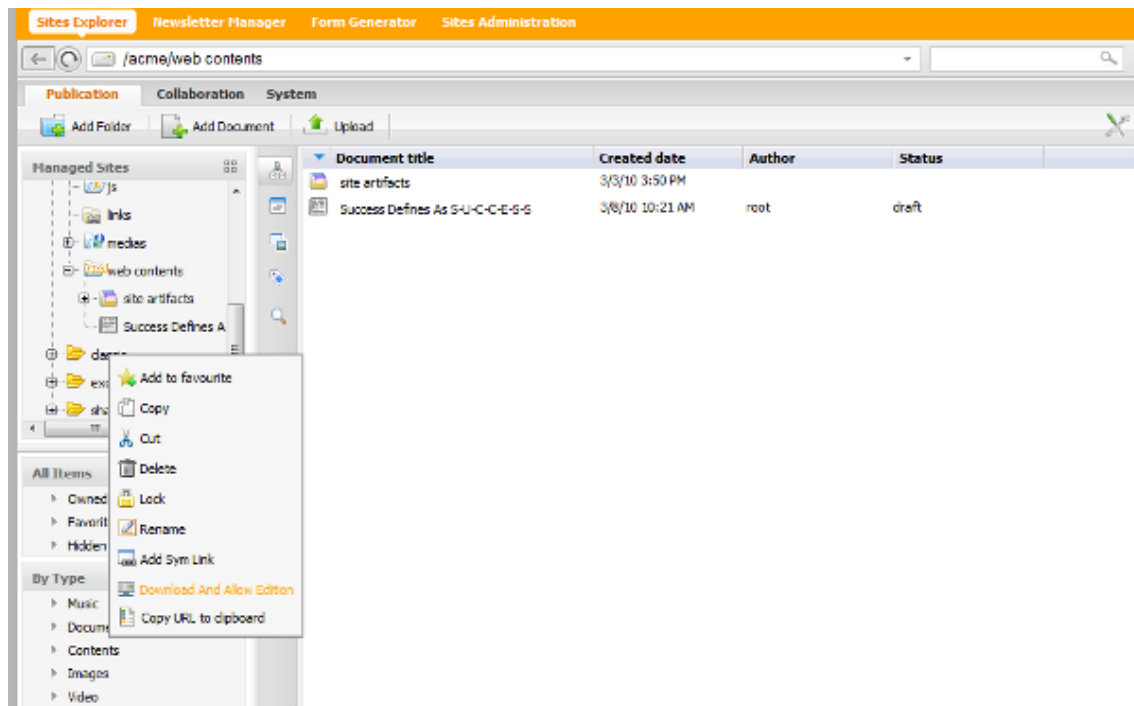 Sites Explorer Newsletter Manager Form Generator Sites Administration
/acme/web contents
Publication Collaboration System
Add Folder Add Document Upload
Managed Sites
Document title Created date Author Status
js
site artifacts 3/3/10 3:50 PM
links
Success Defines As S-U-C-C-E-S-S 3/8/10 10:21 AM root draft
medias
web contents
site artifacts
Success Defines A
Add to favourite
Copy
Cut
All Items
Delete
Owned
Lock
Favorit
Rename
Hidden
Add Sym Link
By Type
Download And Allow Edition
Music
Copy URL to clipboard
Docume
Contents
Images
Video